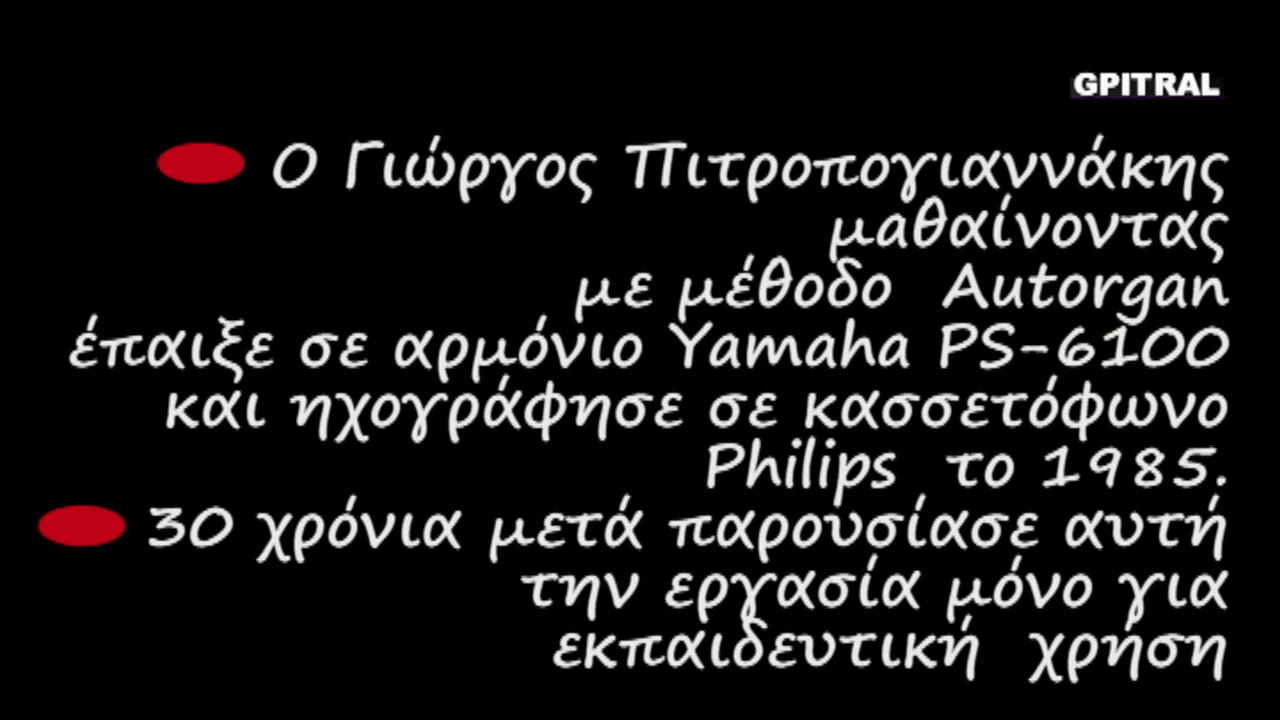 GPITRAL
Ο Γιώργος Πιτροπογιαννάκης
μαθαίνοντας
με μέθοδο Autorgan
έπαιξε σε αρμόνιο Yamaha PS-6100
και ηχογράφησε σε κασσετόφωνο
Philips το 1985.
30 χρόνια μετά παρουσίασε αυτή
την εργασία μόνο για
εκπαιδευτική χρήση